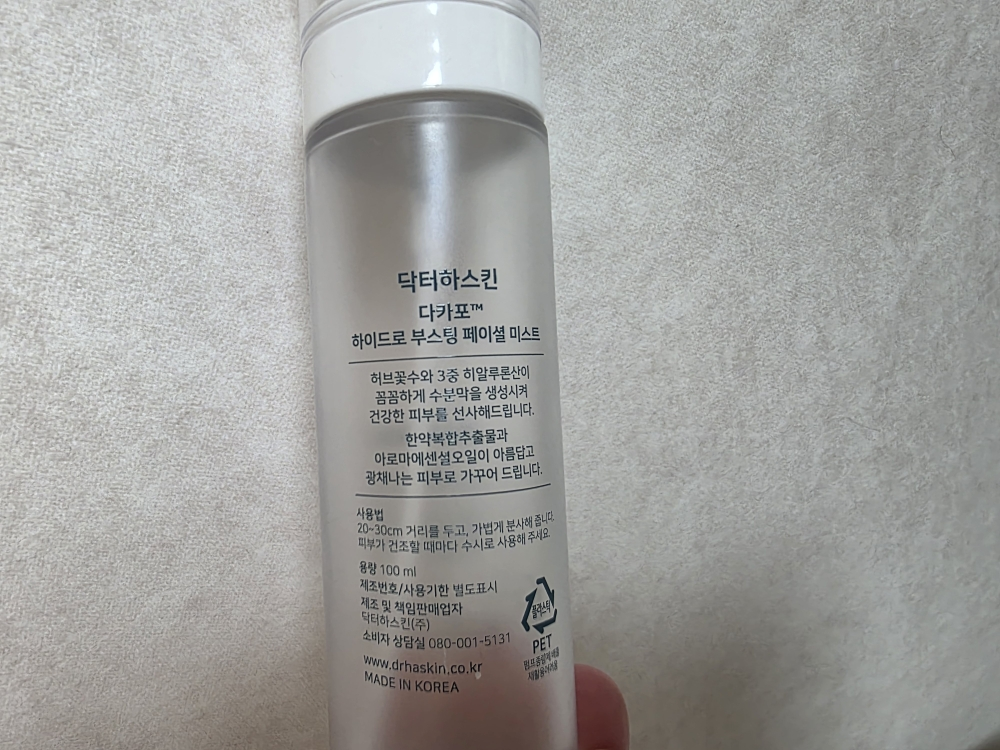 닥터하스킨
다카포™
하이드로 부스팅 페이셜 미스트
허브꽃수와 3중 히알루론산이
꼼꼼하게 수분막을 생성시켜
건강한 피부를 선사해드립니다.
한약복합추출물과
아로마에센셜오일이 아름답고
광채나는 피부로 가꾸어 드립니다.
사용법
20~30cm 거리를 두고, 가볍게 분사해 줍니다.
피부가 건조할 때마다 수시로 사용해 주세요.
용량 100 ml
제조번호/사용기한 별도표시
제조 및 책임판매업자
닥터하스킨(주)
소비자 상담실 080-001-5131
www.drhaskin.co.kr
MADE IN KOREA
플라스틱
PET
재활용어려움